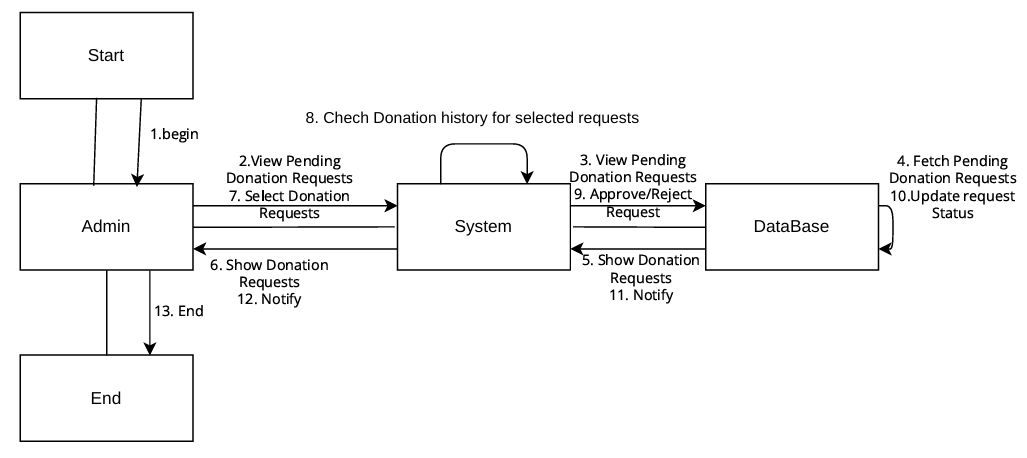 Start
1.begin
8. Chech Donation history for selected requests
2.View Pending
Donation Requests
7. Select Donation
Requests
3. View Pending
Donation Requests
9. Approve/Reject
Request
4. Fetch Pending
Donation Requests
10.Update request
Status
Admin
System
DataBase
6. Show Donation
Requests
12. Notify
5. Show Donation
Requests
11. Notify
13. End
End